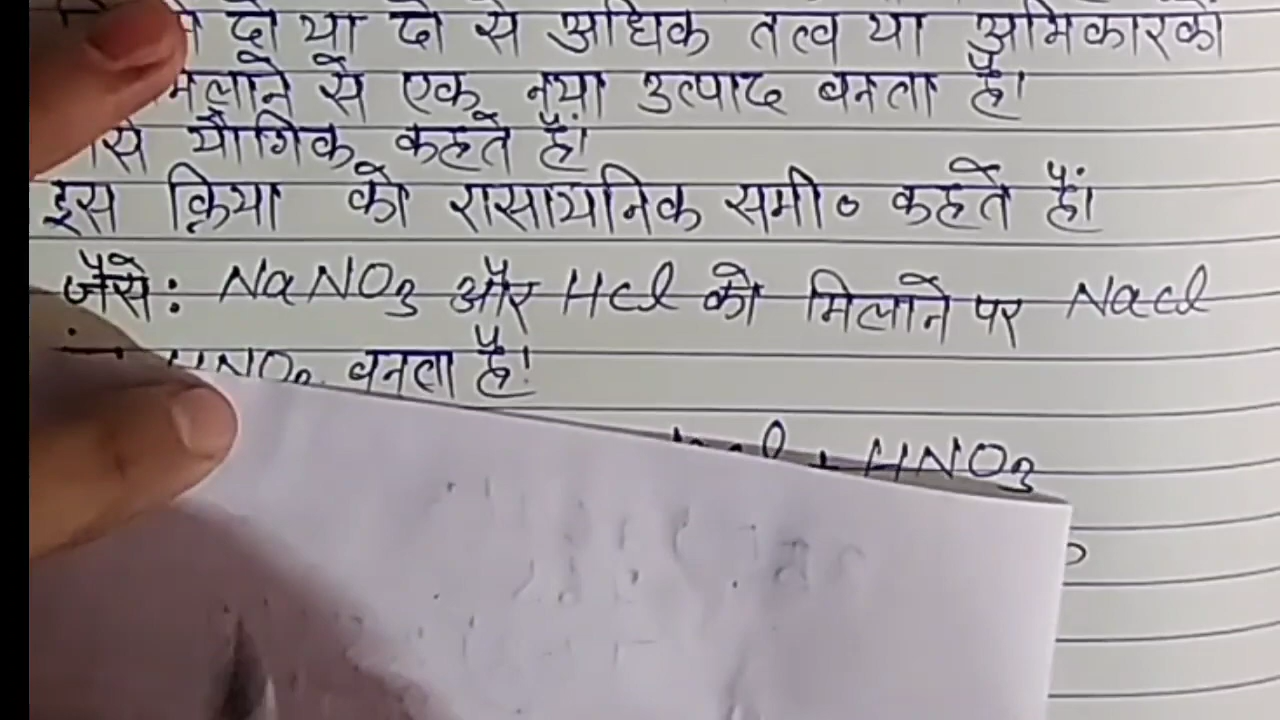 दो या दो से अधिक तत्व या अभिकारकों
मिलाने से एक नया उत्पाद बनता है।
यौगिक कहते हैं।
इस क्रिया को रासायनिक समी० कहते हैं।
जैसे: NaNO3 और Hcl को मिलाने पर Nacl
HNO3 बनता है।
+ HNO3